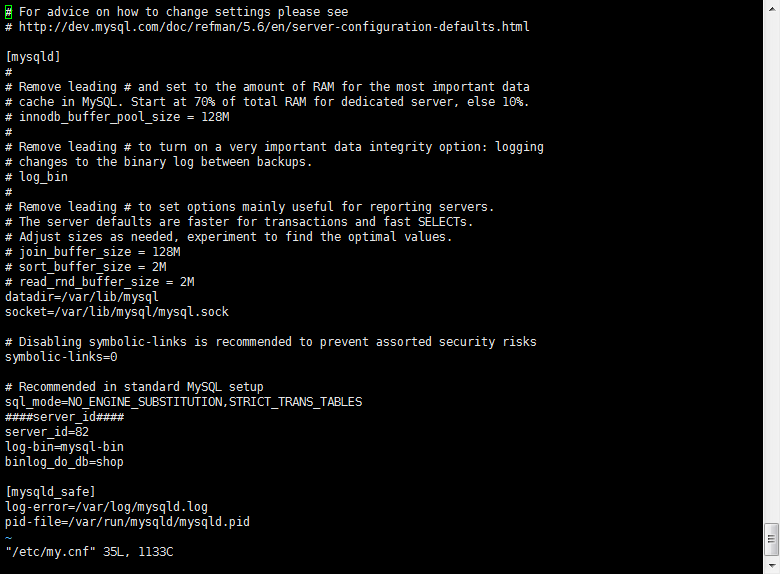 # For advice on how to change settings please see
# http://dev.mysql.com/doc/refman/5.6/en/server-configuration-defaults.html
[mysqld]
#
# Remove leading # and set to the amount of RAM for the most important data
# cache in MySQL. Start at 70% of total RAM for dedicated server, else 10%.
# innodb_buffer_pool_size = 128M
#
# Remove leading # to turn on a very important data integrity option: logging
# changes to the binary log between backups.
# log_bin
#
# Remove leading # to set options mainly useful for reporting servers.
# The server defaults are faster for transactions and fast SELECTs.
# Adjust sizes as needed, experiment to find the optimal values.
# join_buffer_size = 128M
# sort_buffer_size = 2M
# read_rnd_buffer_size = 2M
datadir=/var/lib/mysql
socket=/var/lib/mysql/mysql.sock
# Disabling symbolic-links is recommended to prevent assorted security risks
symbolic-links=0
# Recommended in standard MySQL setup
sql_mode=NO_ENGINE_SUBSTITUTION,STRICT_TRANS_TABLES
####server_id####
server_id=82
log-bin=mysql-bin
binlog_do_db=shop
[mysqld_safe]
log-error=/var/log/mysqld.log
pid-file=/var/run/mysqld/mysqld.pid
~
"/etc/my.cnf" 35L, 1133C